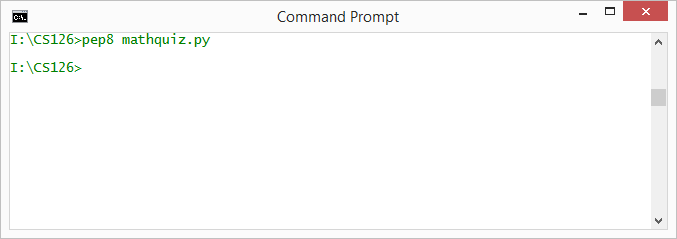 Command Prompt
I:\CS126>pep8 mathquiz.py
I:\CS126>